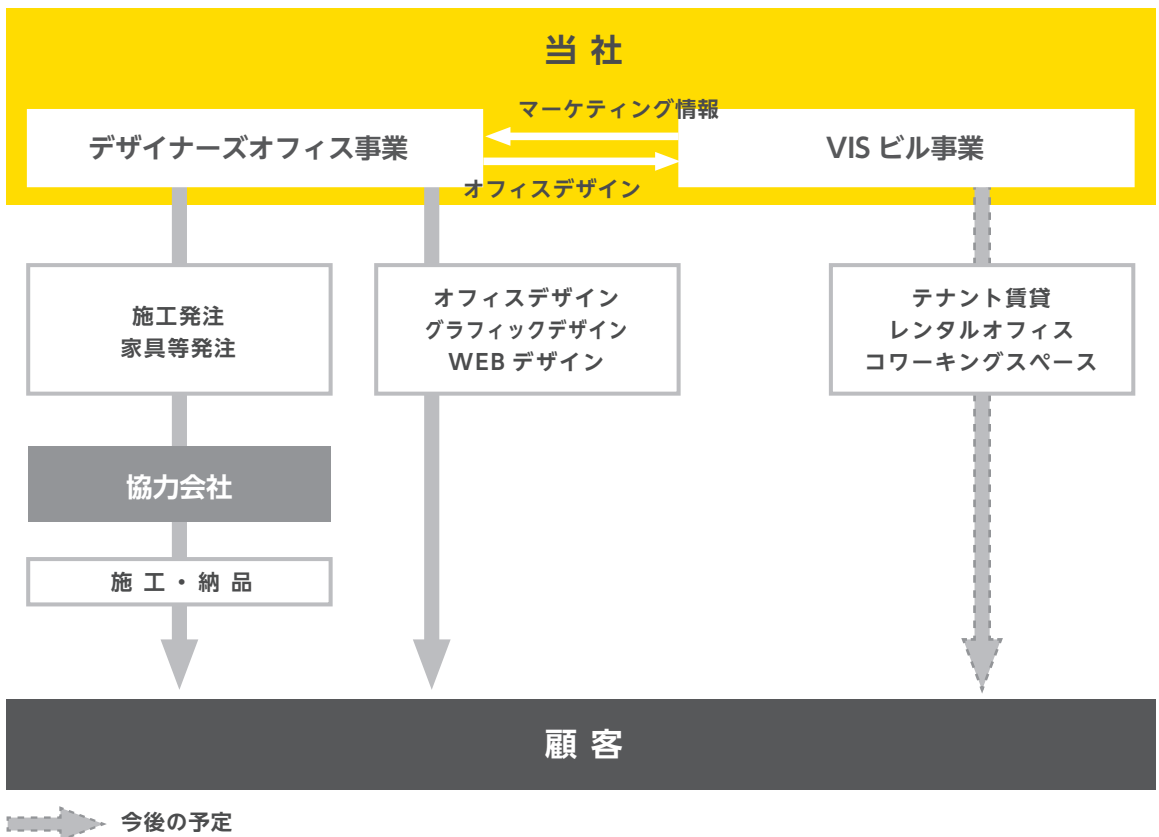 当 社
マーケティング情報
デザイナーズオフィス事業
VIS ビル事業
オフィスデザイン
施工発注
家具等発注
オフィスデザイン
グラフィックデザイン
WEB デザイン
テナント賃貸
レンタルオフィス
コワーキングスペース
協力会社
施 工 ・ 納 品
顧 客
今後の予定